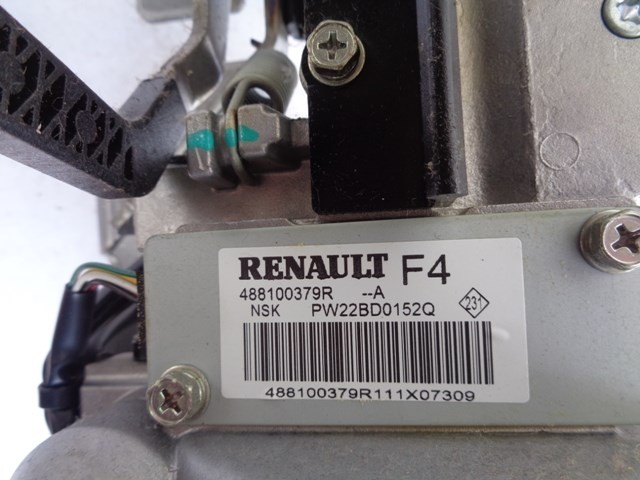 RENAULT F4
488100379R --A
NSK PW22BD0152Q 231
488100379R111X07309